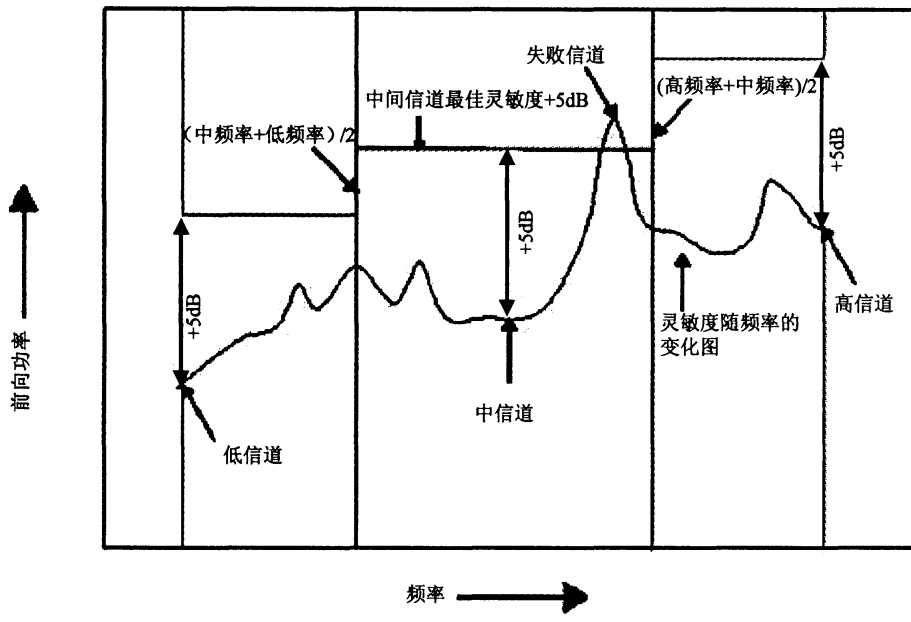 失败信道
(高频率+中频率)/2
中间信道最佳灵敏度+5dB
（中频率+低频率）/2
+5dB
+5dB
+5dB
高信道
灵敏度随频率的
变化图
中信道
低信道
前向功率
频率